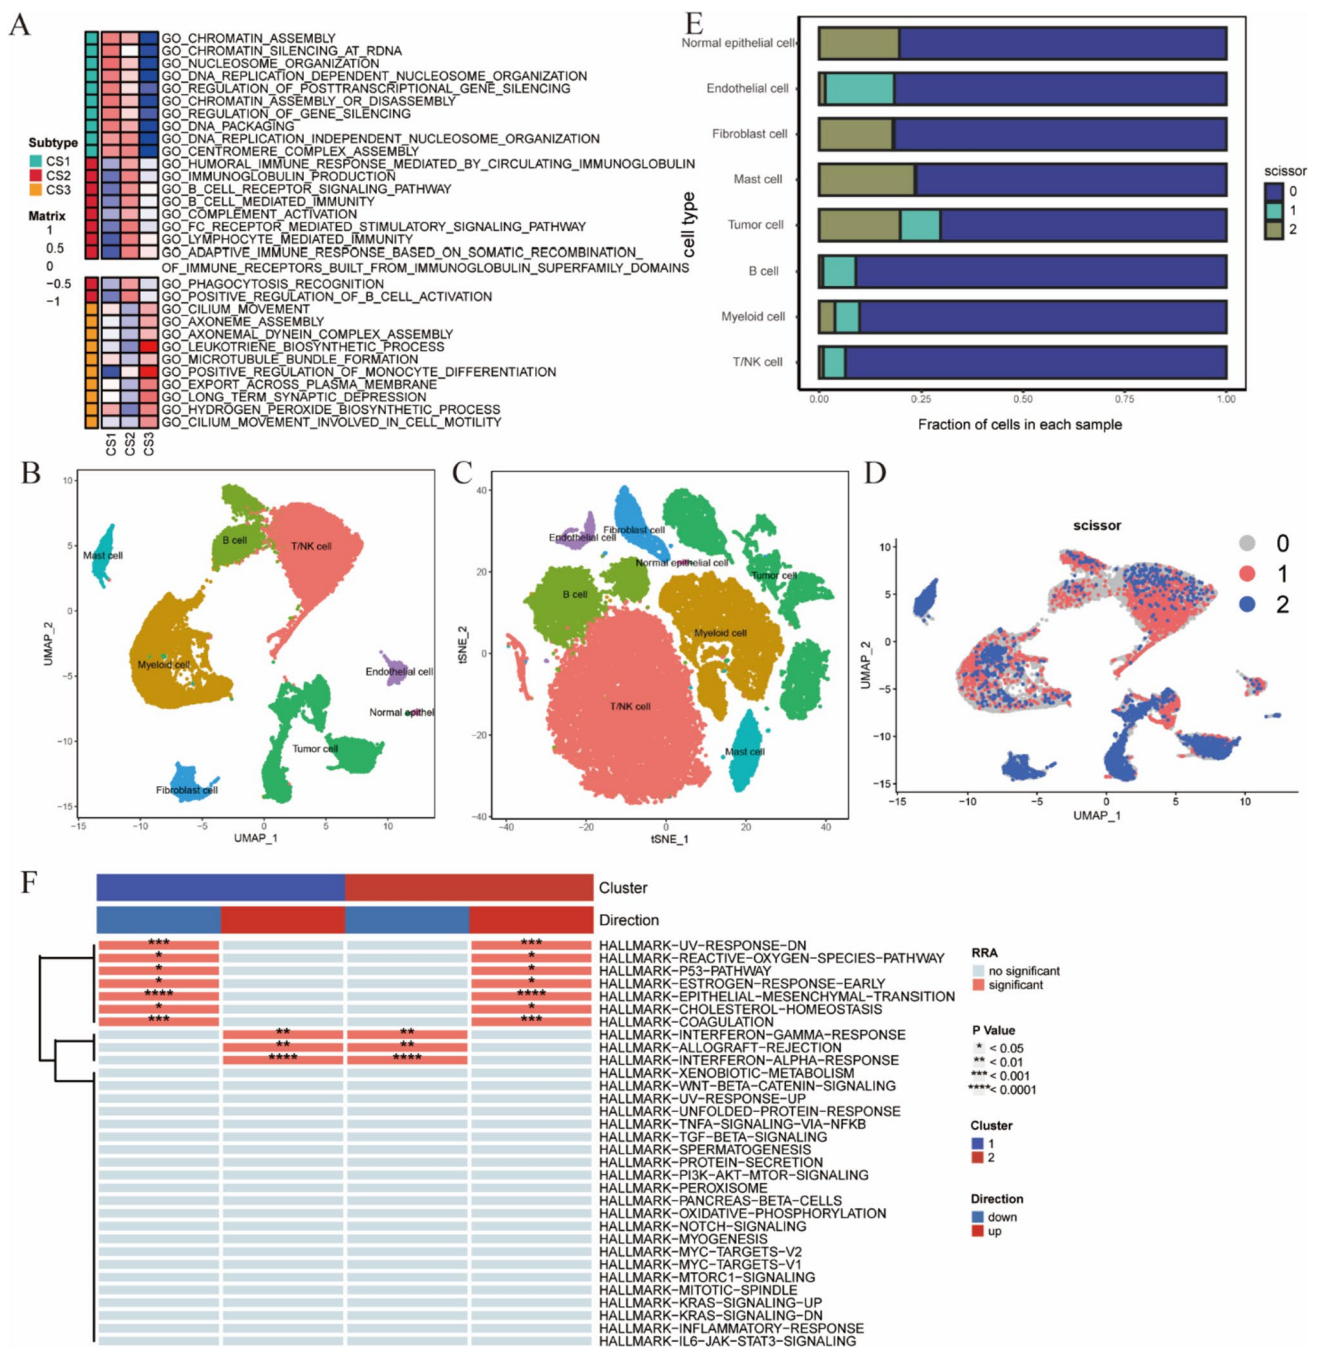 A
GO_CHROMATIN_ASSEMBLY
GO_CHROMATIN_SILENCING_AT_RDNA
GO_NUCLEOSOME_ORGANIZATION
GO_DNA_REPLICATION_DEPENDENT_NUCLEOSOME_ORGANIZATION
GO_REGULATION_OF_POSTTRANSCRIPTIONAL_GENE_SILENCING
GO_CHROMATIN_ASSEMBLY_OR_DISASSEMBLY
GO_REGULATION_OF_GENE_SILENCING
GO_DNA_PACKAGING
GO_DNA_REPLICATION_INDEPENDENT_NUCLEOSOME_ORGANIZATION
GO_CENTROMERE_COMPLEX_ASSEMBLY
GO_HUMORAL_IMMUNE_RESPONSE_MEDIATED_BY_CIRCULATING_IMMUNOGLOBULIN
GO_IMMUNOGLOBULIN_PRODUCTION
GO_B_CELL_RECEPTOR_SIGNALING_PATHWAY
GO_B_CELL_MEDIATED_IMMUNITY
GO_COMPLEMENT_ACTIVATION
GO_FC_RECEPTOR_MEDIATED_STIMULATORY_SIGNALING_PATHWAY
GO_LYMPHOCYTE_MEDIATED_IMMUNITY
GO_ADAPTIVE_IMMUNE_RESPONSE_BASED_ON_SOMATIC_RECOMBINATION_
OF_IMMUNE_RECEPTORS_BUILT_FROM_IMMUNOGLOBULIN_SUPERFAMILY_DOMAINS
GO_PHAGOCYTOSIS_RECOGNITION
GO_POSITIVE_REGULATION_OF_B_CELL_ACTIVATION
GO_CILIUM_MOVEMENT
GO_AXONEME_ASSEMBLY
GO_AXONEMAL_DYNEIN_COMPLEX_ASSEMBLY
GO_LEUKOTRIENE_BIOSYNTHETIC_PROCESS
GO_MICROTUBULE_BUNDLE_FORMATION
GO_POSITIVE_REGULATION_OF_MONOCYTE_DIFFERENTIATION
GO_EXPORT_ACROSS_PLASMA_MEMBRANE
GO_LONG_TERM_SYNAPTIC_DEPRESSION
GO_HYDROGEN_PEROXIDE_BIOSYNTHETIC_PROCESS
GO_CILIUM_MOVEMENT_INVOLVED_IN_CELL_MOTILITY
CS1 CS2 CS3
Subtype
CS1
CS2
CS3
Matrix
1
0.5
0
−0.5
−1
E
cell type
Normal epithelial cell
Endothelial cell
Fibroblast cell
Mast cell
Tumor cell
B cell
Myeloid cell
T/NK cell
0.00 0.25 0.50 0.75 1.00
Fraction of cells in each sample
scissor
0
1
2
B
UMAP_2
10
5
0
−5
−10
−15
−15 −10 −5 0 5 10
UMAP_1
B cell
T/NK cell
Mast cell
Myeloid cell
Endothelial cell
Normal epithel
Tumor cell
Fibroblast cell
C
tSNE_2
40
20
0
−20
−40
−40 −20 0 20 40
tSNE_1
Fibroblast cell
Endothelial cell
Normal epithelial cell
Tumor cell
B cell
Myeloid cell
T/NK cell
Mast cell
D
scissor
0
1
2
UMAP_2
10
5
0
−5
−10
−15
−15 −10 −5 0 5 10
UMAP_1
F
Cluster
Direction
*** *** HALLMARK−UV−RESPONSE−DN
* * HALLMARK−REACTIVE−OXYGEN−SPECIES−PATHWAY
* * HALLMARK−P53−PATHWAY
* * HALLMARK−ESTROGEN−RESPONSE−EARLY
**** **** HALLMARK−EPITHELIAL−MESENCHYMAL−TRANSITION
* * HALLMARK−CHOLESTEROL−HOMEOSTASIS
*** *** HALLMARK−COAGULATION
** ** HALLMARK−INTERFERON−GAMMA−RESPONSE
** ** HALLMARK−ALLOGRAFT−REJECTION
**** **** HALLMARK−INTERFERON−ALPHA−RESPONSE
HALLMARK−XENOBIOTIC−METABOLISM
HALLMARK−WNT−BETA−CATENIN−SIGNALING
HALLMARK−UV−RESPONSE−UP
HALLMARK−UNFOLDED−PROTEIN−RESPONSE
HALLMARK−TNFA−SIGNALING−VIA−NFKB
HALLMARK−TGF−BETA−SIGNALING
HALLMARK−SPERMATOGENESIS
HALLMARK−PROTEIN−SECRETION
HALLMARK−PI3K−AKT−MTOR−SIGNALING
HALLMARK−PEROXISOME
HALLMARK−PANCREAS−BETA−CELLS
HALLMARK−OXIDATIVE−PHOSPHORYLATION
HALLMARK−NOTCH−SIGNALING
HALLMARK−MYOGENESIS
HALLMARK−MYC−TARGETS−V2
HALLMARK−MYC−TARGETS−V1
HALLMARK−MTORC1−SIGNALING
HALLMARK−MITOTIC−SPINDLE
HALLMARK−KRAS−SIGNALING−UP
HALLMARK−KRAS−SIGNALING−DN
HALLMARK−INFLAMMATORY−RESPONSE
HALLMARK−IL6−JAK−STAT3−SIGNALING
RRA
no significant
significant
P Value
* < 0.05
** < 0.01
*** < 0.001
**** < 0.0001
Cluster
1
2
Direction
down
up